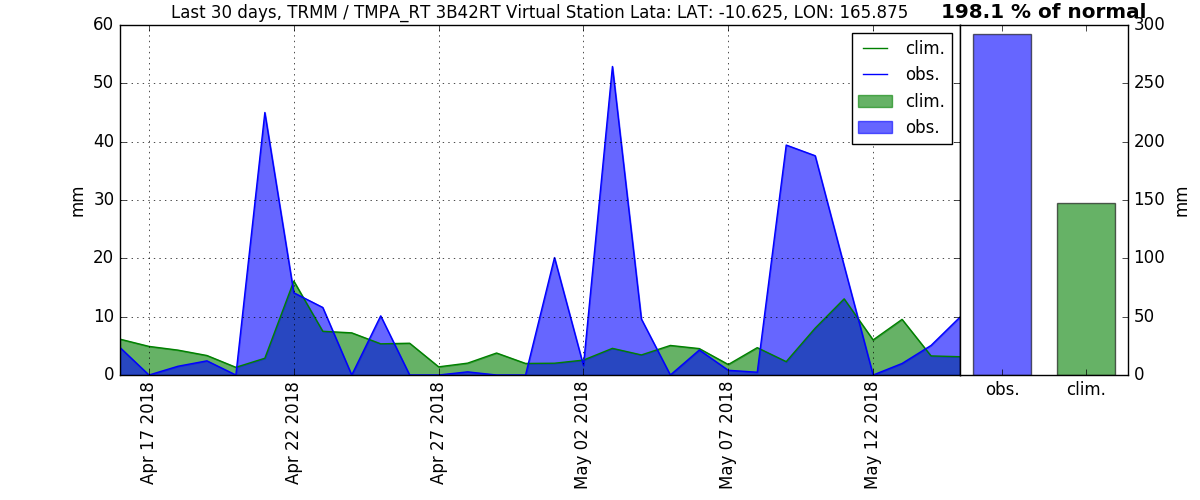 Last 30 days, TRMM / TMPA_RT 3B42RT Virtual Station Lata: LAT: -10.625, LON: 165.875
198.1 % of normal
60
50
40
30
20
10
0
mm
clim.
obs.
clim.
obs.
300
250
200
150
100
50
0
mm
Apr 17 2018
Apr 22 2018
Apr 27 2018
May 02 2018
May 07 2018
May 12 2018
obs.
clim.